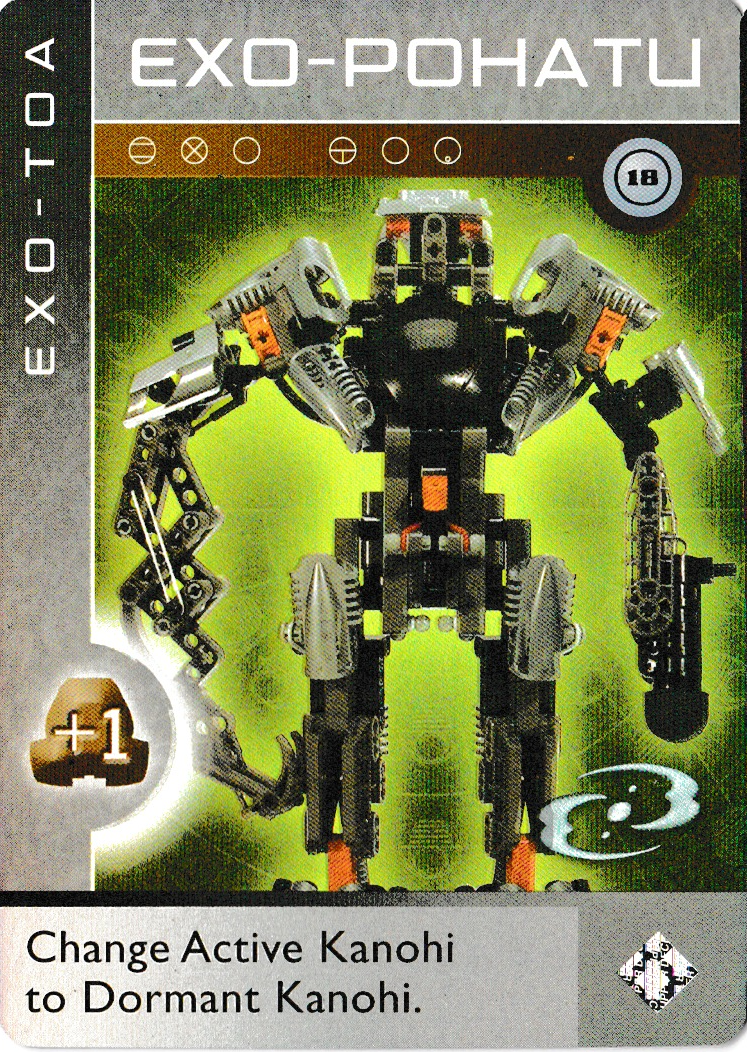 EXO-TOA
EXO-POHATU
18
+1
Change Active Kanohi
to Dormant Kanohi.